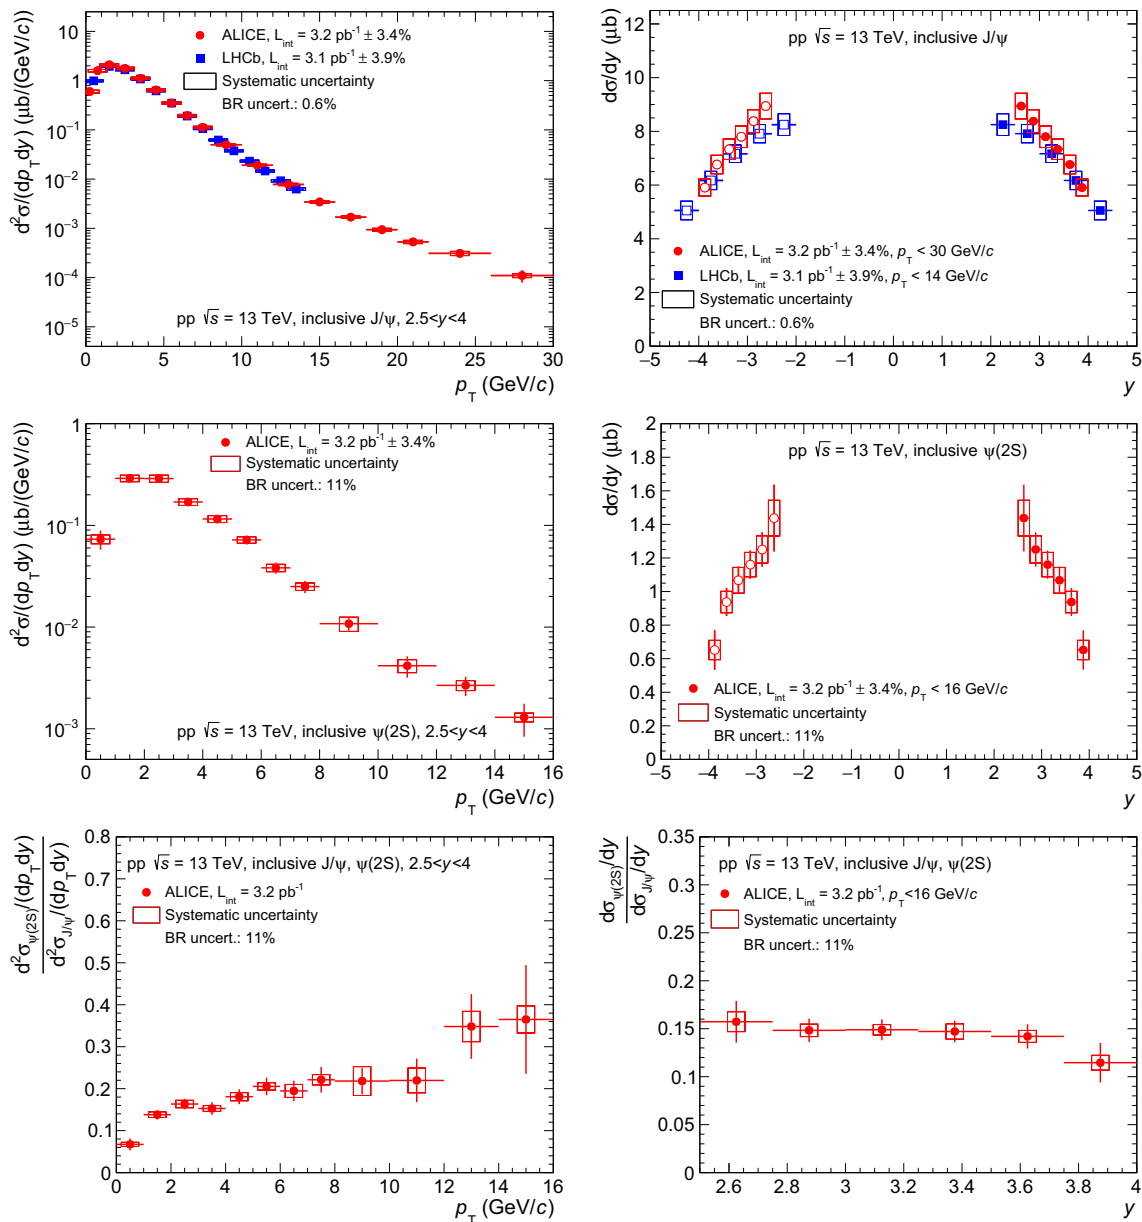 d²σ/(dp_T dy) (μb/(GeV/c))
10
1
10⁻¹
10⁻²
10⁻³
10⁻⁴
10⁻⁵
ALICE, L_int = 3.2 pb⁻¹ ± 3.4%
LHCb, L_int = 3.1 pb⁻¹ ± 3.9%
Systematic uncertainty
BR uncert.: 0.6%
pp √s = 13 TeV, inclusive J/ψ, 2.5<y<4
0 5 10 15 20 25 30
p_T (GeV/c)
dσ/dy (μb)
12
10
8
6
4
2
0
pp √s = 13 TeV, inclusive J/ψ
ALICE, L_int = 3.2 pb⁻¹ ± 3.4%, p_T < 30 GeV/c
LHCb, L_int = 3.1 pb⁻¹ ± 3.9%, p_T < 14 GeV/c
Systematic uncertainty
BR uncert.: 0.6%
−5 −4 −3 −2 −1 0 1 2 3 4 5
y
d²σ/(dp_T dy) (μb/(GeV/c))
1
10⁻¹
10⁻²
10⁻³
ALICE, L_int = 3.2 pb⁻¹ ± 3.4%
Systematic uncertainty
BR uncert.: 11%
pp √s = 13 TeV, inclusive ψ(2S), 2.5<y<4
0 2 4 6 8 10 12 14 16
p_T (GeV/c)
dσ/dy (μb)
2
1.8
1.6
1.4
1.2
1
0.8
0.6
0.4
0.2
0
pp √s = 13 TeV, inclusive ψ(2S)
ALICE, L_int = 3.2 pb⁻¹ ± 3.4%, p_T < 16 GeV/c
Systematic uncertainty
BR uncert.: 11%
−5 −4 −3 −2 −1 0 1 2 3 4 5
y
d²σ_ψ(2S)/(dp_T dy)
d²σ_J/ψ/(dp_T dy)
0.8
0.7
0.6
0.5
0.4
0.3
0.2
0.1
0
pp √s = 13 TeV, inclusive J/ψ, ψ(2S), 2.5<y<4
ALICE, L_int = 3.2 pb⁻¹
Systematic uncertainty
BR uncert.: 11%
0 2 4 6 8 10 12 14 16
p_T (GeV/c)
dσ_ψ(2S)/dy
dσ_J/ψ/dy
0.35
0.3
0.25
0.2
0.15
0.1
0.05
0
pp √s = 13 TeV, inclusive J/ψ, ψ(2S)
ALICE, L_int = 3.2 pb⁻¹, p_T<16 GeV/c
Systematic uncertainty
BR uncert.: 11%
2.6 2.8 3 3.2 3.4 3.6 3.8 4
y